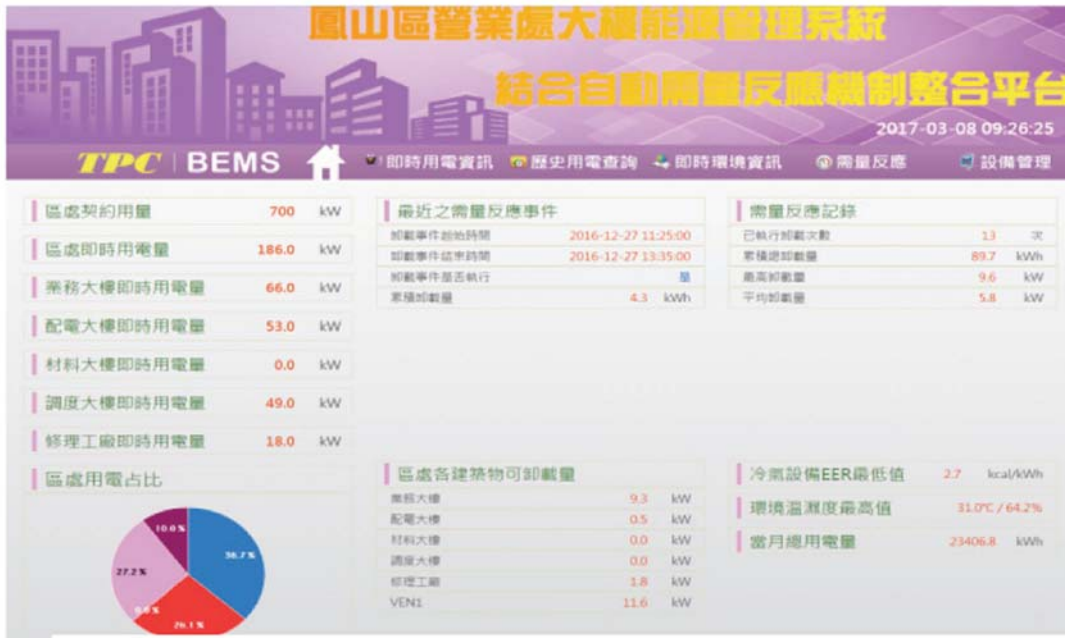 鳳山區營業處大樓能源管理系統
結合自動需量反應機制整合平台
2017-03-08 09:26:25
TPC | BEMS 即時用電資訊 歷史用電查詢 即時環境資訊 需量反應 設備管理
區處契約用量 700 kW
區處即時用電量 186.0 kW
業務大樓即時用電量 66.0 kW
配電大樓即時用電量 53.0 kW
材料大樓即時用電量 0.0 kW
調度大樓即時用電量 49.0 kW
修理工廠即時用電量 18.0 kW
區處用電占比
10.0 %
36.7 %
27.2 %
0.0 %
26.1 %
最近之需量反應事件
卸載事件起始時間 2016-12-27 11:25:00
卸載事件結束時間 2016-12-27 13:35:00
卸載事件是否執行 是
累積卸載量 4.3 kWh
需量反應記錄
已執行卸載次數 13 次
累積總卸載量 89.7 kWh
最高卸載量 9.6 kW
平均卸載量 5.8 kW
區處各建築物可卸載量
業務大樓 9.3 kW
配電大樓 0.5 kW
材料大樓 0.0 kW
調度大樓 0.0 kW
修理工廠 1.8 kW
VEN1 11.6 kW
冷氣設備EER最低值 2.7 kcal/kWh
環境溫濕度最高值 31.0℃ / 64.2%
當月總用電量 23406.8 kWh